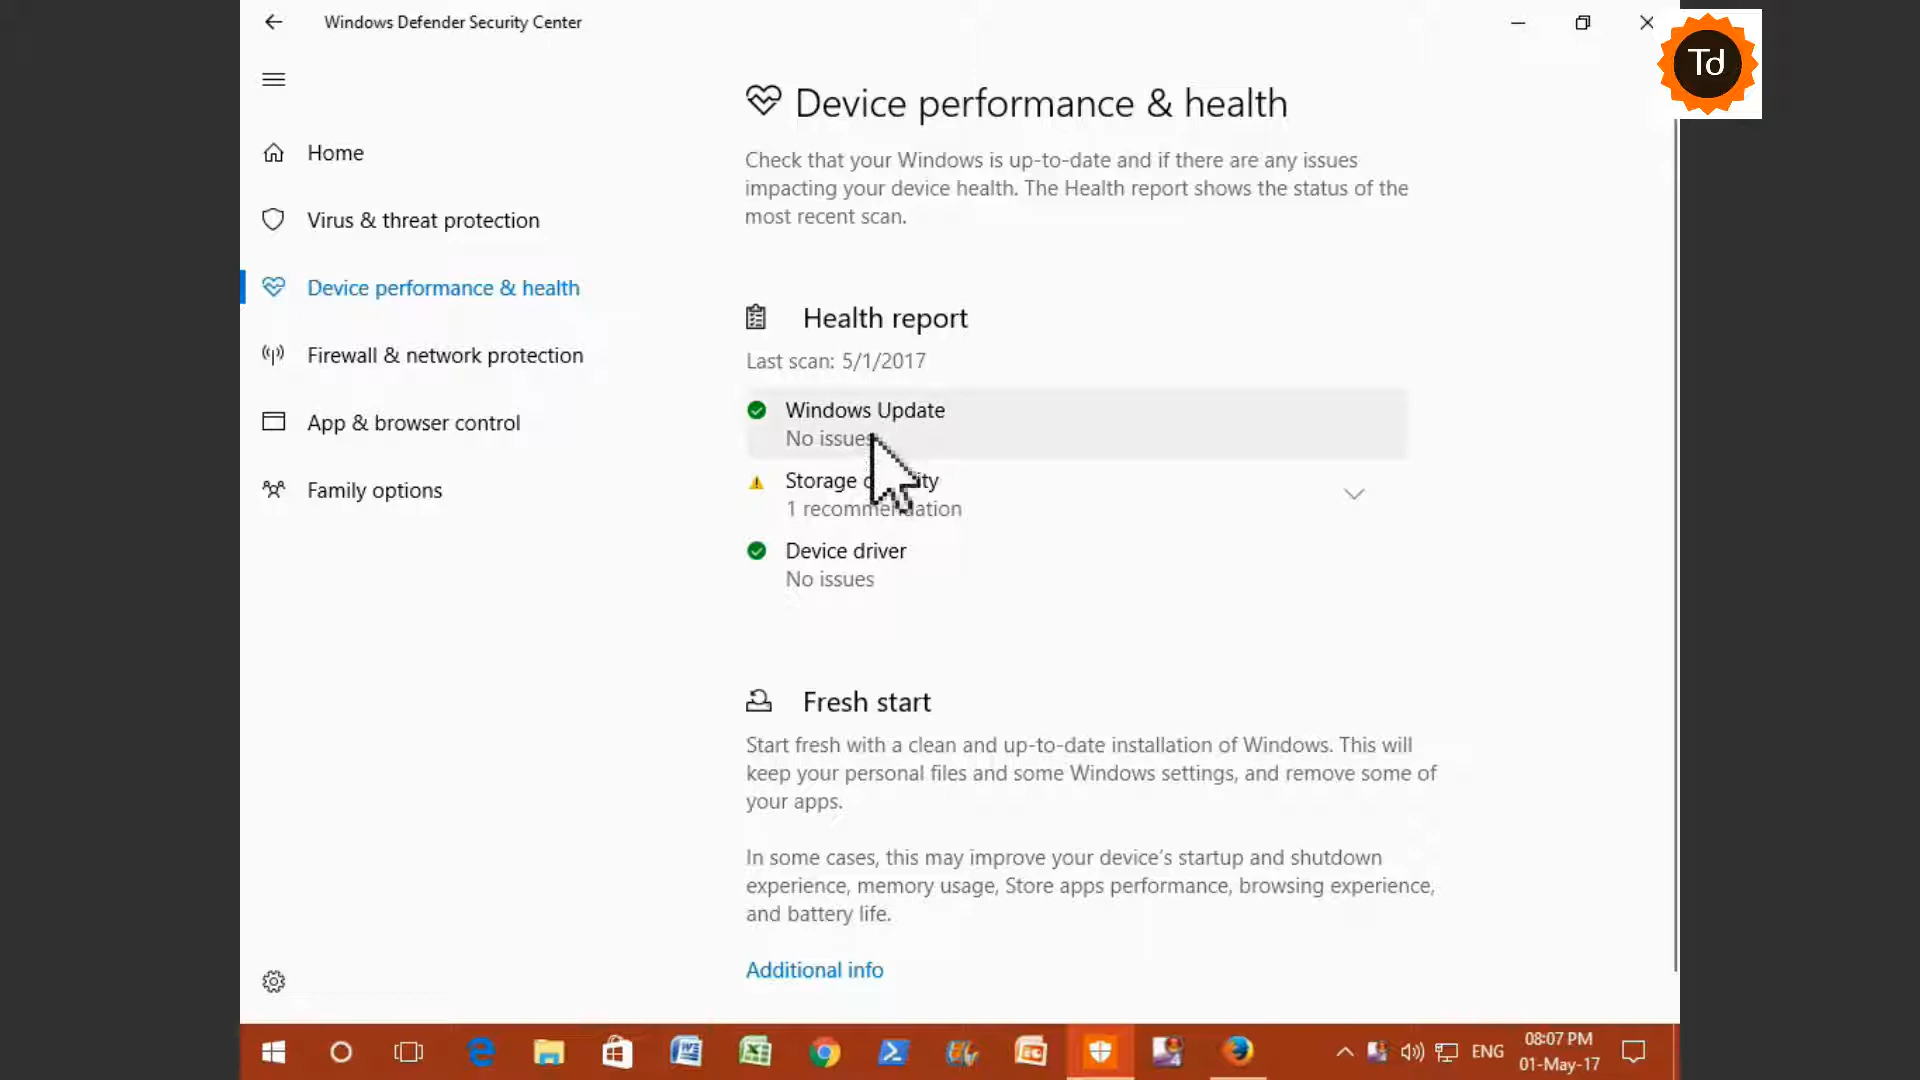 Windows Defender Security Center
Td
Device performance & health
Check that your Windows is up-to-date and if there are any issues
impacting your device health. The Health report shows the status of the
most recent scan.
Home
Virus & threat protection
Device performance & health
Firewall & network protection
App & browser control
Family options
Health report
Last scan: 5/1/2017
Windows Update
No issues
Storage
1 recommendation
Device driver
No issues
Fresh start
Start fresh with a clean and up-to-date installation of Windows. This will
keep your personal files and some Windows settings, and remove some of
your apps.
In some cases, this may improve your device's startup and shutdown
experience, memory usage, Store apps performance, browsing experience,
and battery life.
Additional info
ENG
08:07 PM
01-May-17